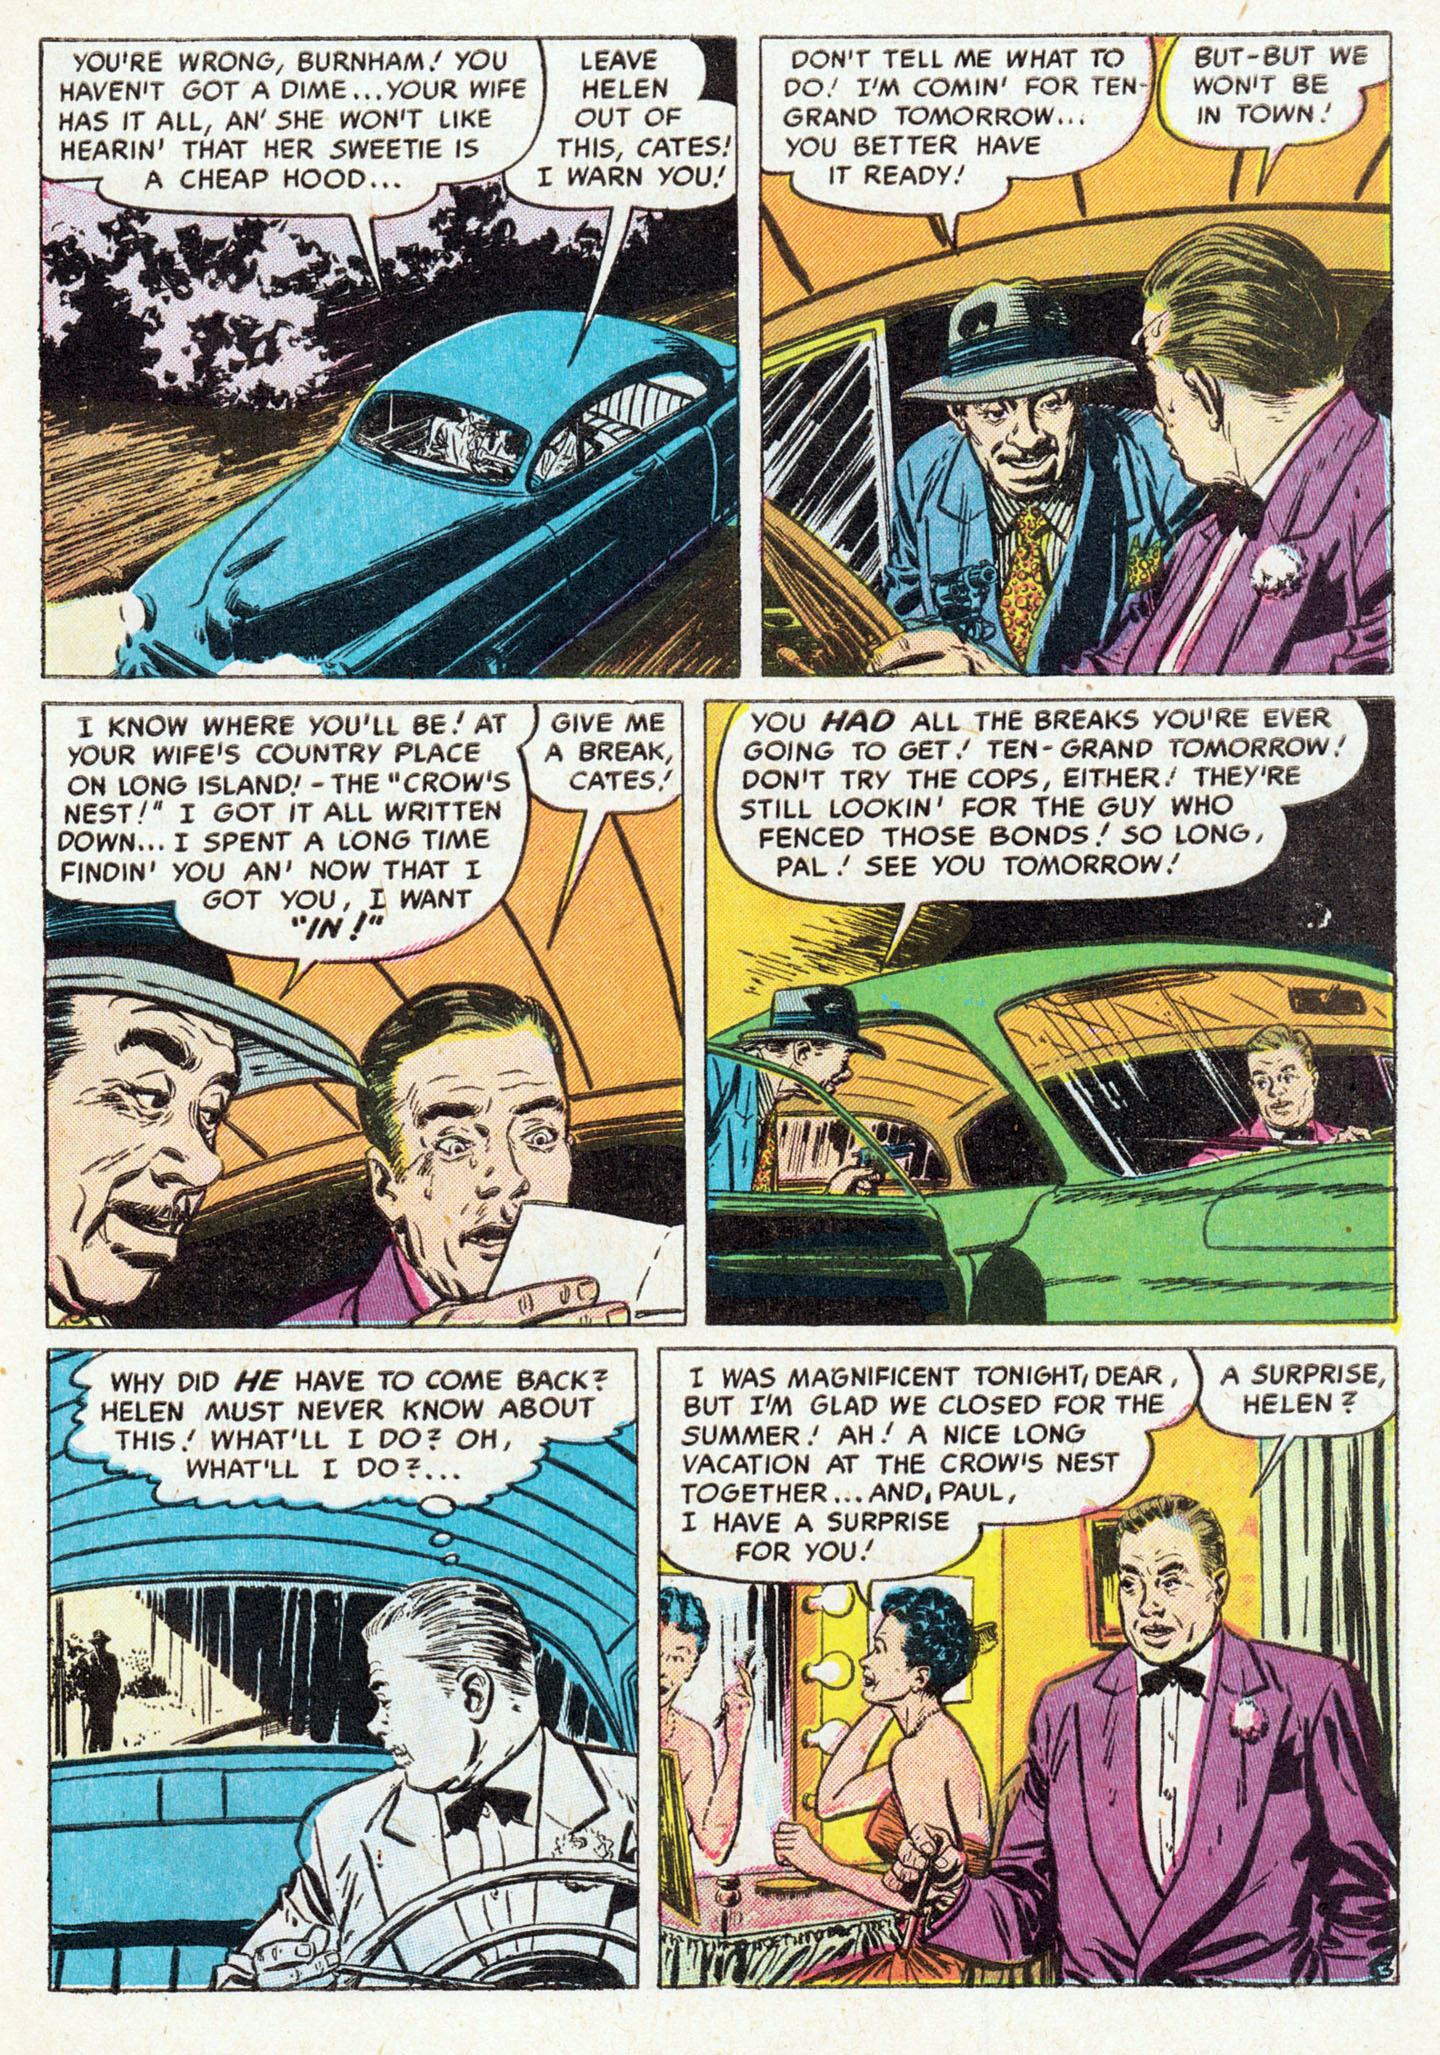 YOU'RE WRONG, BURNHAM! YOU
HAVEN'T GOT A DIME...YOUR WIFE
HAS IT ALL, AN' SHE WON'T LIKE
HEARIN' THAT HER SWEETIE IS
A CHEAP HOOD...
LEAVE
HELEN
OUT OF
THIS, CATES!
I WARN YOU!
DON'T TELL ME WHAT TO
DO! I'M COMIN' FOR TEN-
GRAND TOMORROW...
YOU BETTER HAVE
IT READY!
BUT-BUT WE
WON'T BE
IN TOWN!
I KNOW WHERE YOU'LL BE! AT
YOUR WIFE'S COUNTRY PLACE
ON LONG ISLAND! - THE "CROW'S
NEST!" I GOT IT ALL WRITTEN
DOWN... I SPENT A LONG TIME
FINDIN' YOU AN' NOW THAT I
GOT YOU, I WANT
"IN!"
GIVE ME
A BREAK,
CATES!
YOU HAD ALL THE BREAKS YOU'RE EVER
GOING TO GET! TEN-GRAND TOMORROW!
DON'T TRY THE COPS, EITHER! THEY'RE
STILL LOOKIN' FOR THE GUY WHO
FENCED THOSE BONDS! SO LONG,
PAL! SEE YOU TOMORROW!
WHY DID HE HAVE TO COME BACK?
HELEN MUST NEVER KNOW ABOUT
THIS! WHAT'LL I DO? OH,
WHAT'LL I DO?...
I WAS MAGNIFICENT TONIGHT, DEAR,
BUT I'M GLAD WE CLOSED FOR THE
SUMMER! AH! A NICE LONG
VACATION AT THE CROW'S NEST
TOGETHER...AND, PAUL,
I HAVE A SURPRISE
FOR YOU!
A SURPRISE,
HELEN?
3